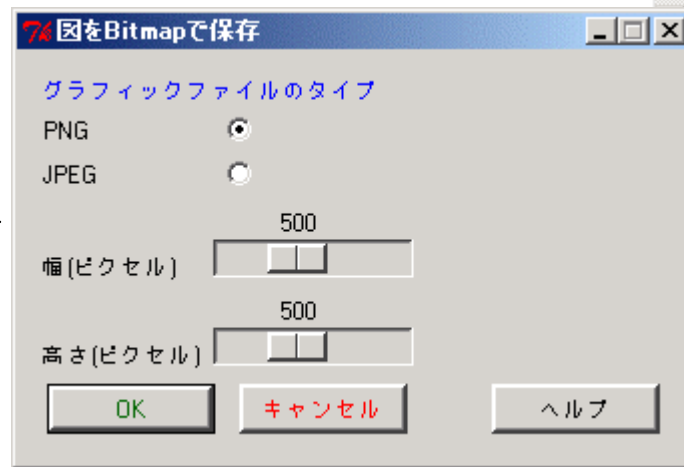 図をBitmapで保存
グラフィックファイルのタイプ
PNG
JPEG
500
幅(ピクセル)
500
高さ(ピクセル)
OK キャンセル ヘルプ